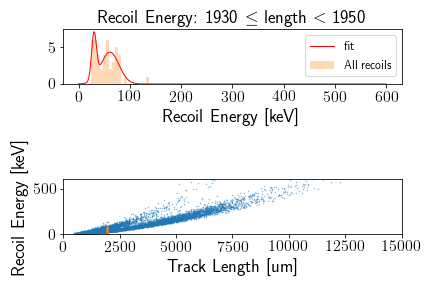 Recoil Energy: 1930 ≤ length < 1950
5
0
fit
All recoils
0 100 200 300 400 500 600
Recoil Energy [keV]
Recoil Energy [keV]
500
0
0 2500 5000 7500 10000 12500 15000
Track Length [um]